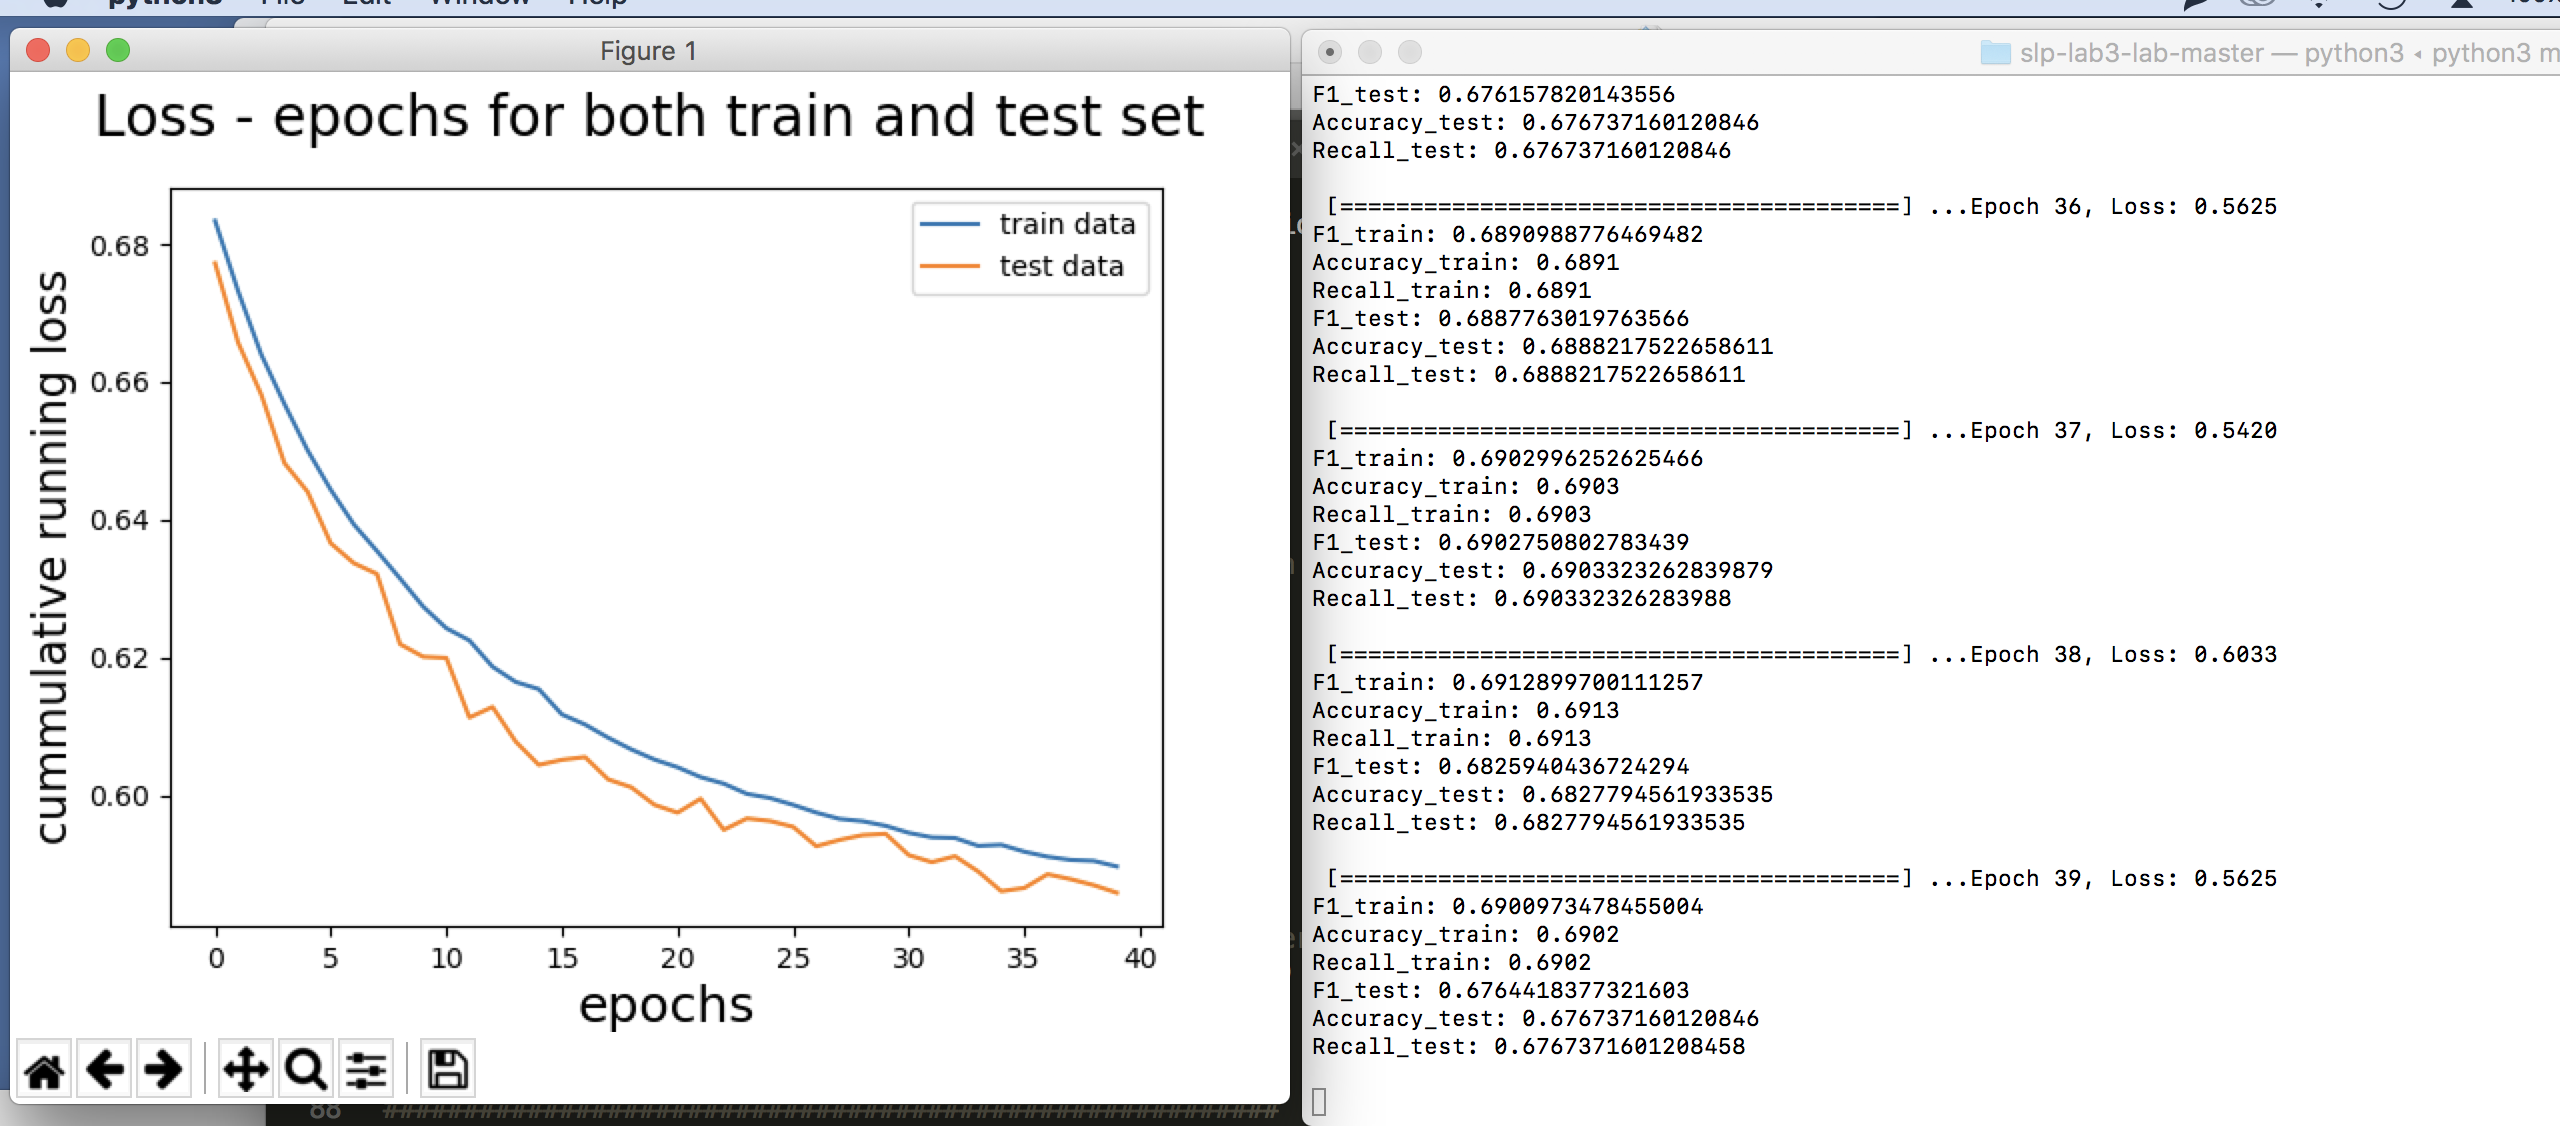 python3 File Edit Window Help
Figure 1
Loss - epochs for both train and test set
train data
test data
cummulative running loss
0.68
0.66
0.64
0.62
0.60
0 5 10 15 20 25 30 35 40
epochs
88 ####################################################
slp-lab3-lab-master — python3 ◂ python3 m
F1_test: 0.676157820143556
Accuracy_test: 0.676737160120846
Recall_test: 0.676737160120846
[========================================] ...Epoch 36, Loss: 0.5625
F1_train: 0.6890988776469482
Accuracy_train: 0.6891
Recall_train: 0.6891
F1_test: 0.6887763019763566
Accuracy_test: 0.6888217522658611
Recall_test: 0.6888217522658611
[========================================] ...Epoch 37, Loss: 0.5420
F1_train: 0.6902996252625466
Accuracy_train: 0.6903
Recall_train: 0.6903
F1_test: 0.6902750802783439
Accuracy_test: 0.6903323262839879
Recall_test: 0.690332326283988
[========================================] ...Epoch 38, Loss: 0.6033
F1_train: 0.6912899700111257
Accuracy_train: 0.6913
Recall_train: 0.6913
F1_test: 0.6825940436724294
Accuracy_test: 0.6827794561933535
Recall_test: 0.6827794561933535
[========================================] ...Epoch 39, Loss: 0.5625
F1_train: 0.6900973478455004
Accuracy_train: 0.6902
Recall_train: 0.6902
F1_test: 0.6764418377321603
Accuracy_test: 0.676737160120846
Recall_test: 0.6767371601208458